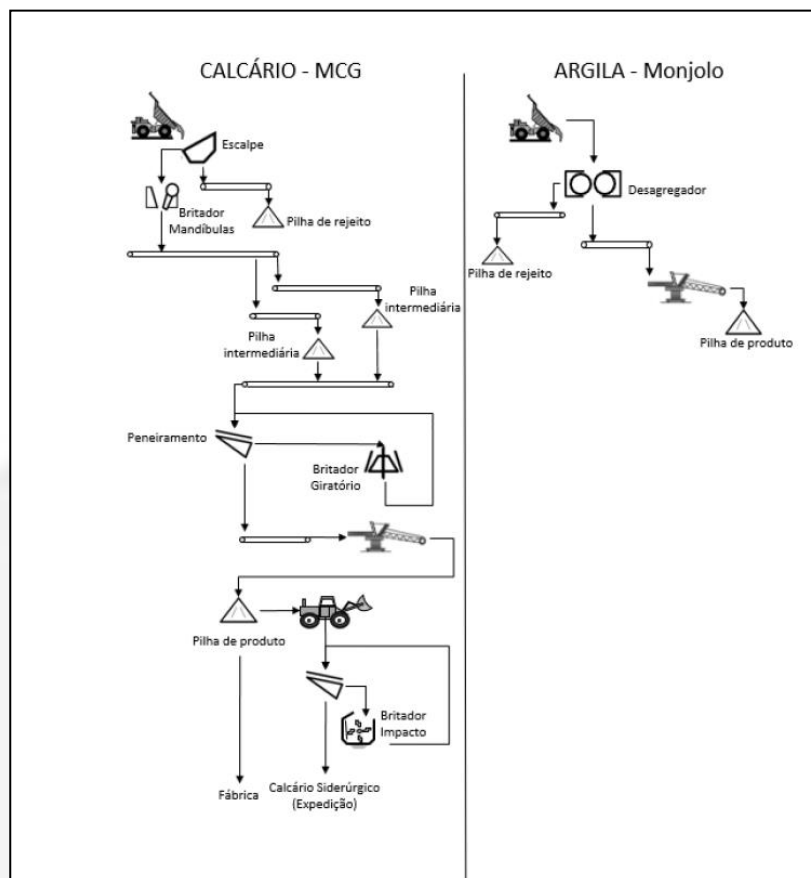 CALCÁRIO - MCG
Escalpe
Britador
Mandíbulas
Pilha de rejeito
Pilha
intermediária
Pilha
intermediária
Peneiramento
Britador
Giratório
Pilha de produto
Britador
Impacto
Fábrica
Calcário Siderúrgico
(Expedição)
ARGILA - Monjolo
Desagregador
Pilha de rejeito
Pilha de produto